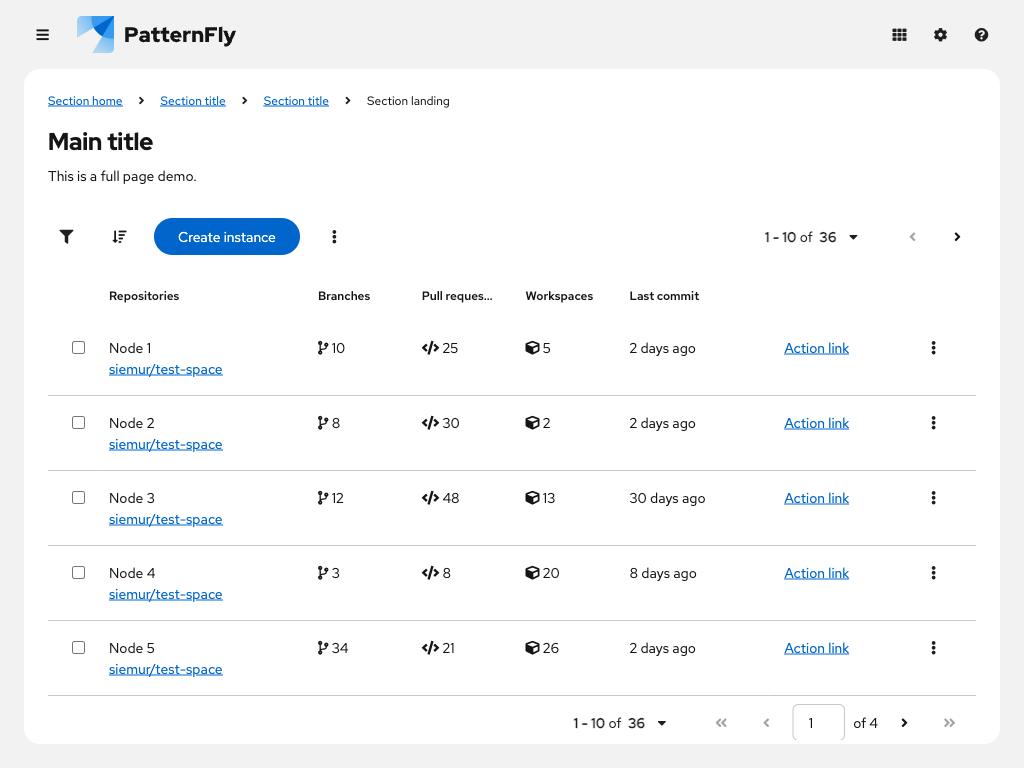 PatternFly
Section home Section title Section title Section landing
Main title
This is a full page demo.
Create instance 1 - 10 of 36
Repositories Branches Pull reques... Workspaces Last commit
Node 1 10 25 5 2 days ago Action link
siemur/test-space
Node 2 8 30 2 2 days ago Action link
siemur/test-space
Node 3 12 48 13 30 days ago Action link
siemur/test-space
Node 4 3 8 20 8 days ago Action link
siemur/test-space
Node 5 34 21 26 2 days ago Action link
siemur/test-space
1 - 10 of 36 1 of 4